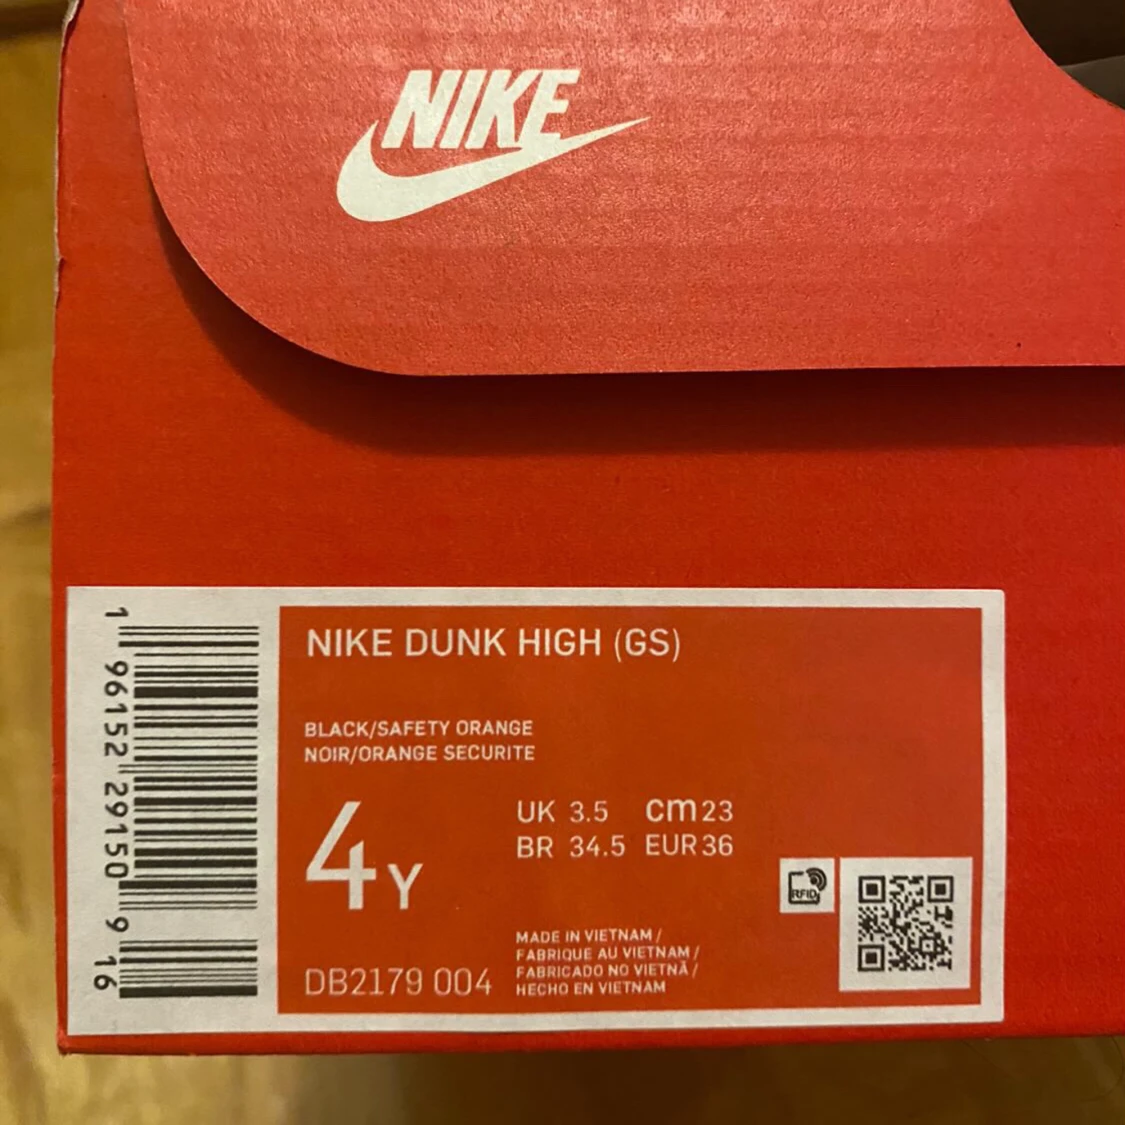 NIKE
NIKE DUNK HIGH (GS)
BLACK/SAFETY ORANGE
NOIR/ORANGE SECURITE
4Y
UK 3.5 cm 23
BR 34.5 EUR 36
RFID
MADE IN VIETNAM /
FABRIQUE AU VIETNAM /
FABRICADO NO VIETNÃ /
HECHO EN VIETNAM
DB2179 004
1 96152 29150 9 16